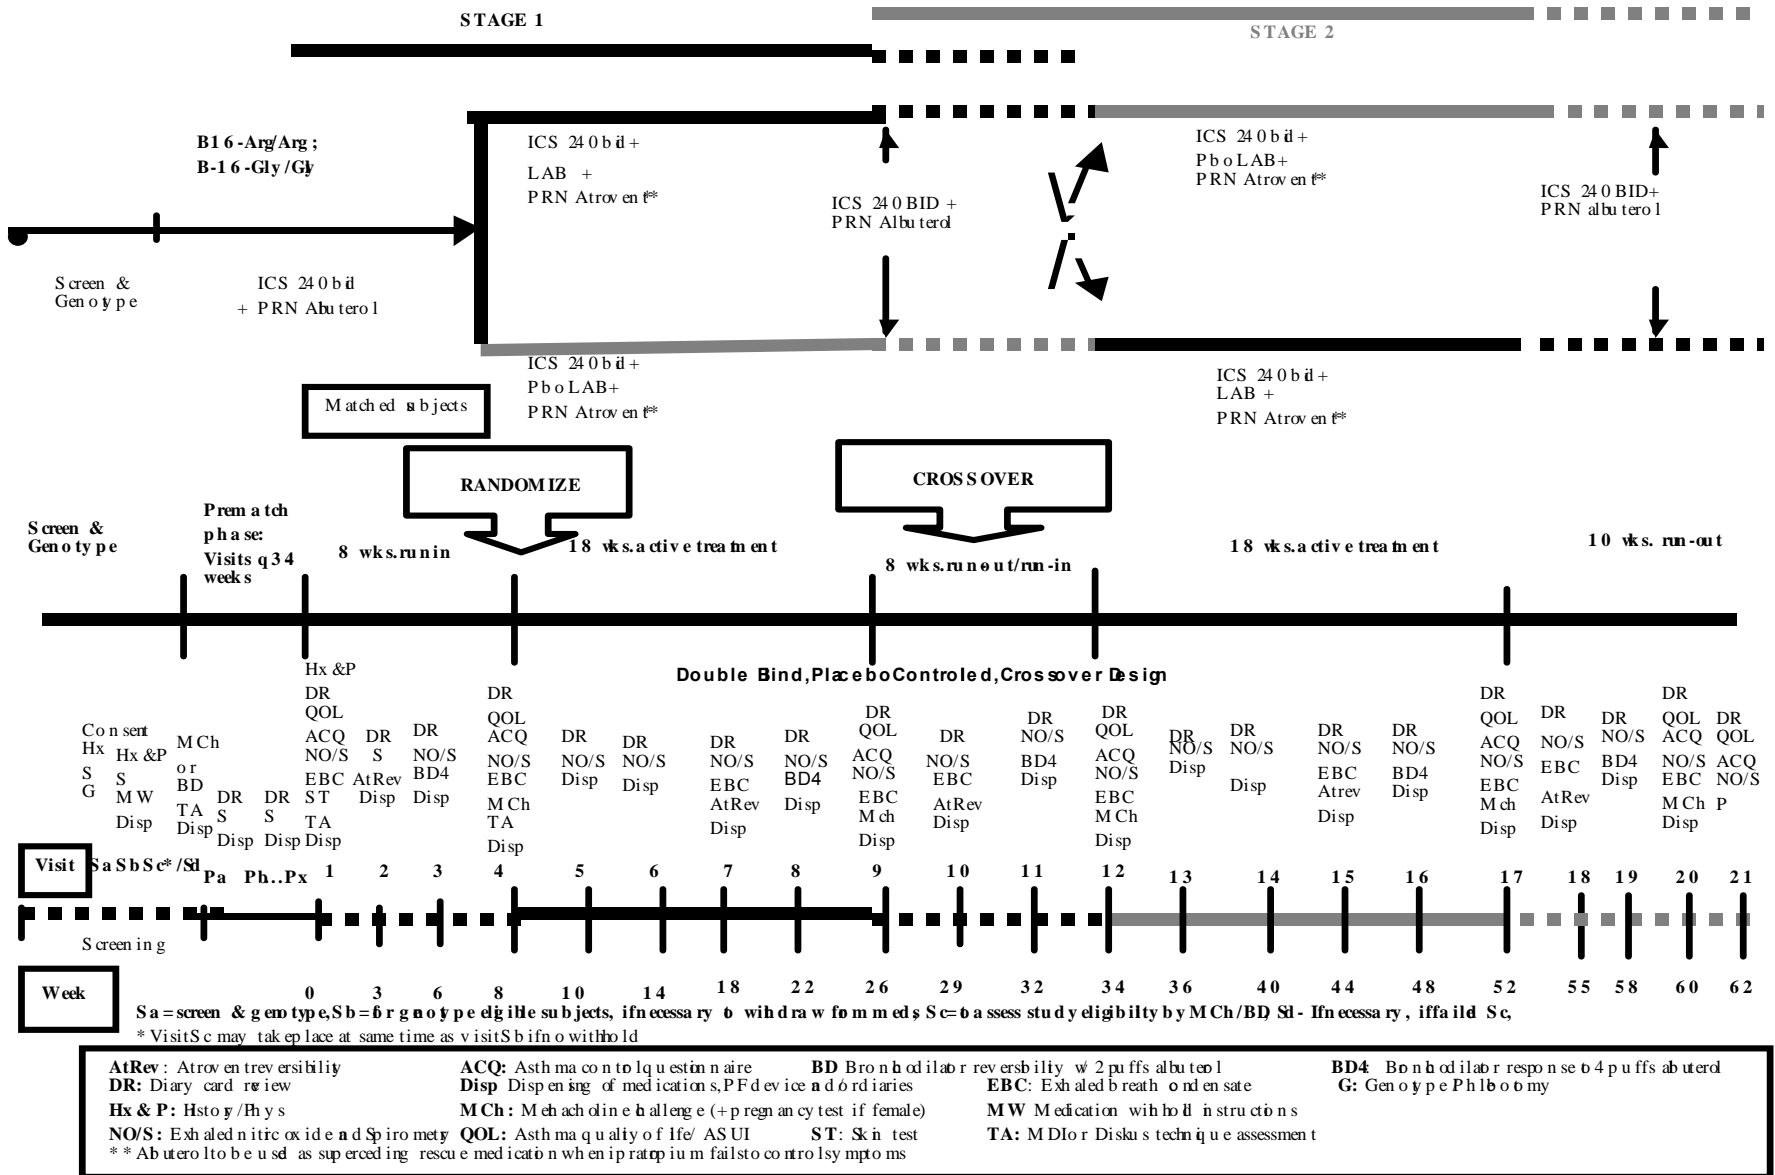 STAGE 1
STAGE 2
B16-Arg/Arg;
B-16-Gly/Gly
ICS 240 bid+
LAB +
PRN Atrovent**
ICS 240 BID +
PRN Albuterol
ICS 240 bid+
Pbo LAB+
PRN Atrovent**
ICS 240 BID+
PRN albuterol
Screen &
Genotype
ICS 240 bid
+ PRN Abuterol
ICS 240 bid+
Pbo LAB+
PRN Atrovent**
ICS 240 bid+
LAB +
PRN Atrovent**
Matched subjects
RANDOMIZE
CROSSOVER
Screen &
Genotype
Prematch
phase:
Visits q34
weeks
8 wks.run in
18 wks.active treatment
8 wks.runout/run-in
18 wks.active treatment
10 wks. run-out
Double Bind,Placebo Controled,Crossover Design
Consent
Hx
S
G
Hx &P
S
MW
Disp
MCh
or
BD
TA
Disp
DR
S
Disp
DR
S
Disp
Hx &P
DR
QOL
ACQ
NO/S
EBC
ST
TA
Disp
DR
S
AtRev
Disp
DR
NO/S
BD4
Disp
DR
QOL
ACQ
NO/S
EBC
MCh
TA
Disp
DR
NO/S
Disp
DR
NO/S
Disp
DR
NO/S
EBC
AtRev
Disp
DR
NO/S
BD4
Disp
DR
QOL
ACQ
NO/S
EBC
Mch
Disp
DR
NO/S
EBC
AtRev
Disp
DR
NO/S
BD4
Disp
DR
QOL
ACQ
NO/S
EBC
MCh
Disp
DR
NO/S
Disp
DR
NO/S
Disp
DR
NO/S
EBC
Atrev
Disp
DR
NO/S
BD4
Disp
DR
QOL
ACQ
NO/S
EBC
Mch
Disp
DR
NO/S
EBC
AtRev
Disp
DR
NO/S
BD4
Disp
DR
QOL
ACQ
NO/S
EBC
MCh
Disp
DR
QOL
ACQ
NO/S
P
Visit Sa Sb Sc*/Sd Pa Pb...Px 1 2 3 4 5 6 7 8 9 10 11 12 13 14 15 16 17 18 19 20 21
Screening
Week 0 3 6 8 10 14 18 22 26 29 32 34 36 40 44 48 52 55 58 60 62
Sa=screen & genotype,Sb=for genotype eligible subjects, ifnecessary to withdraw from meds, Sc=to assess study eligibilty by MCh/BD, Sd- Ifnecessary, iffaild Sc,
* Visit Sc may take place at same time as visit Sb if no withhold
AtRev: Atrovent reversibility ACQ: Asthma control questionnaire BD Bronchodilator reversbility w/ 2 puffs albuterol BD4: Bronchodilator response to 4 puffs abuterol
DR: Diary card review Disp Dispensing of medications,PF device and/or diaries EBC: Exhaled breath condensate G: Genotype Phlebotomy
Hx & P: History/Phys MCh: Methacholine challenge (+pregnancy test if female) MW Medication withhold instructions
NO/S: Exhaled nitric oxide and Spirometry QOL: Asthma quality of life/ ASUI ST: Skin test TA: MDI or Diskus technique assessment
** Abuterol to be used as superceding rescue medication when ipratropium fails to control symptoms